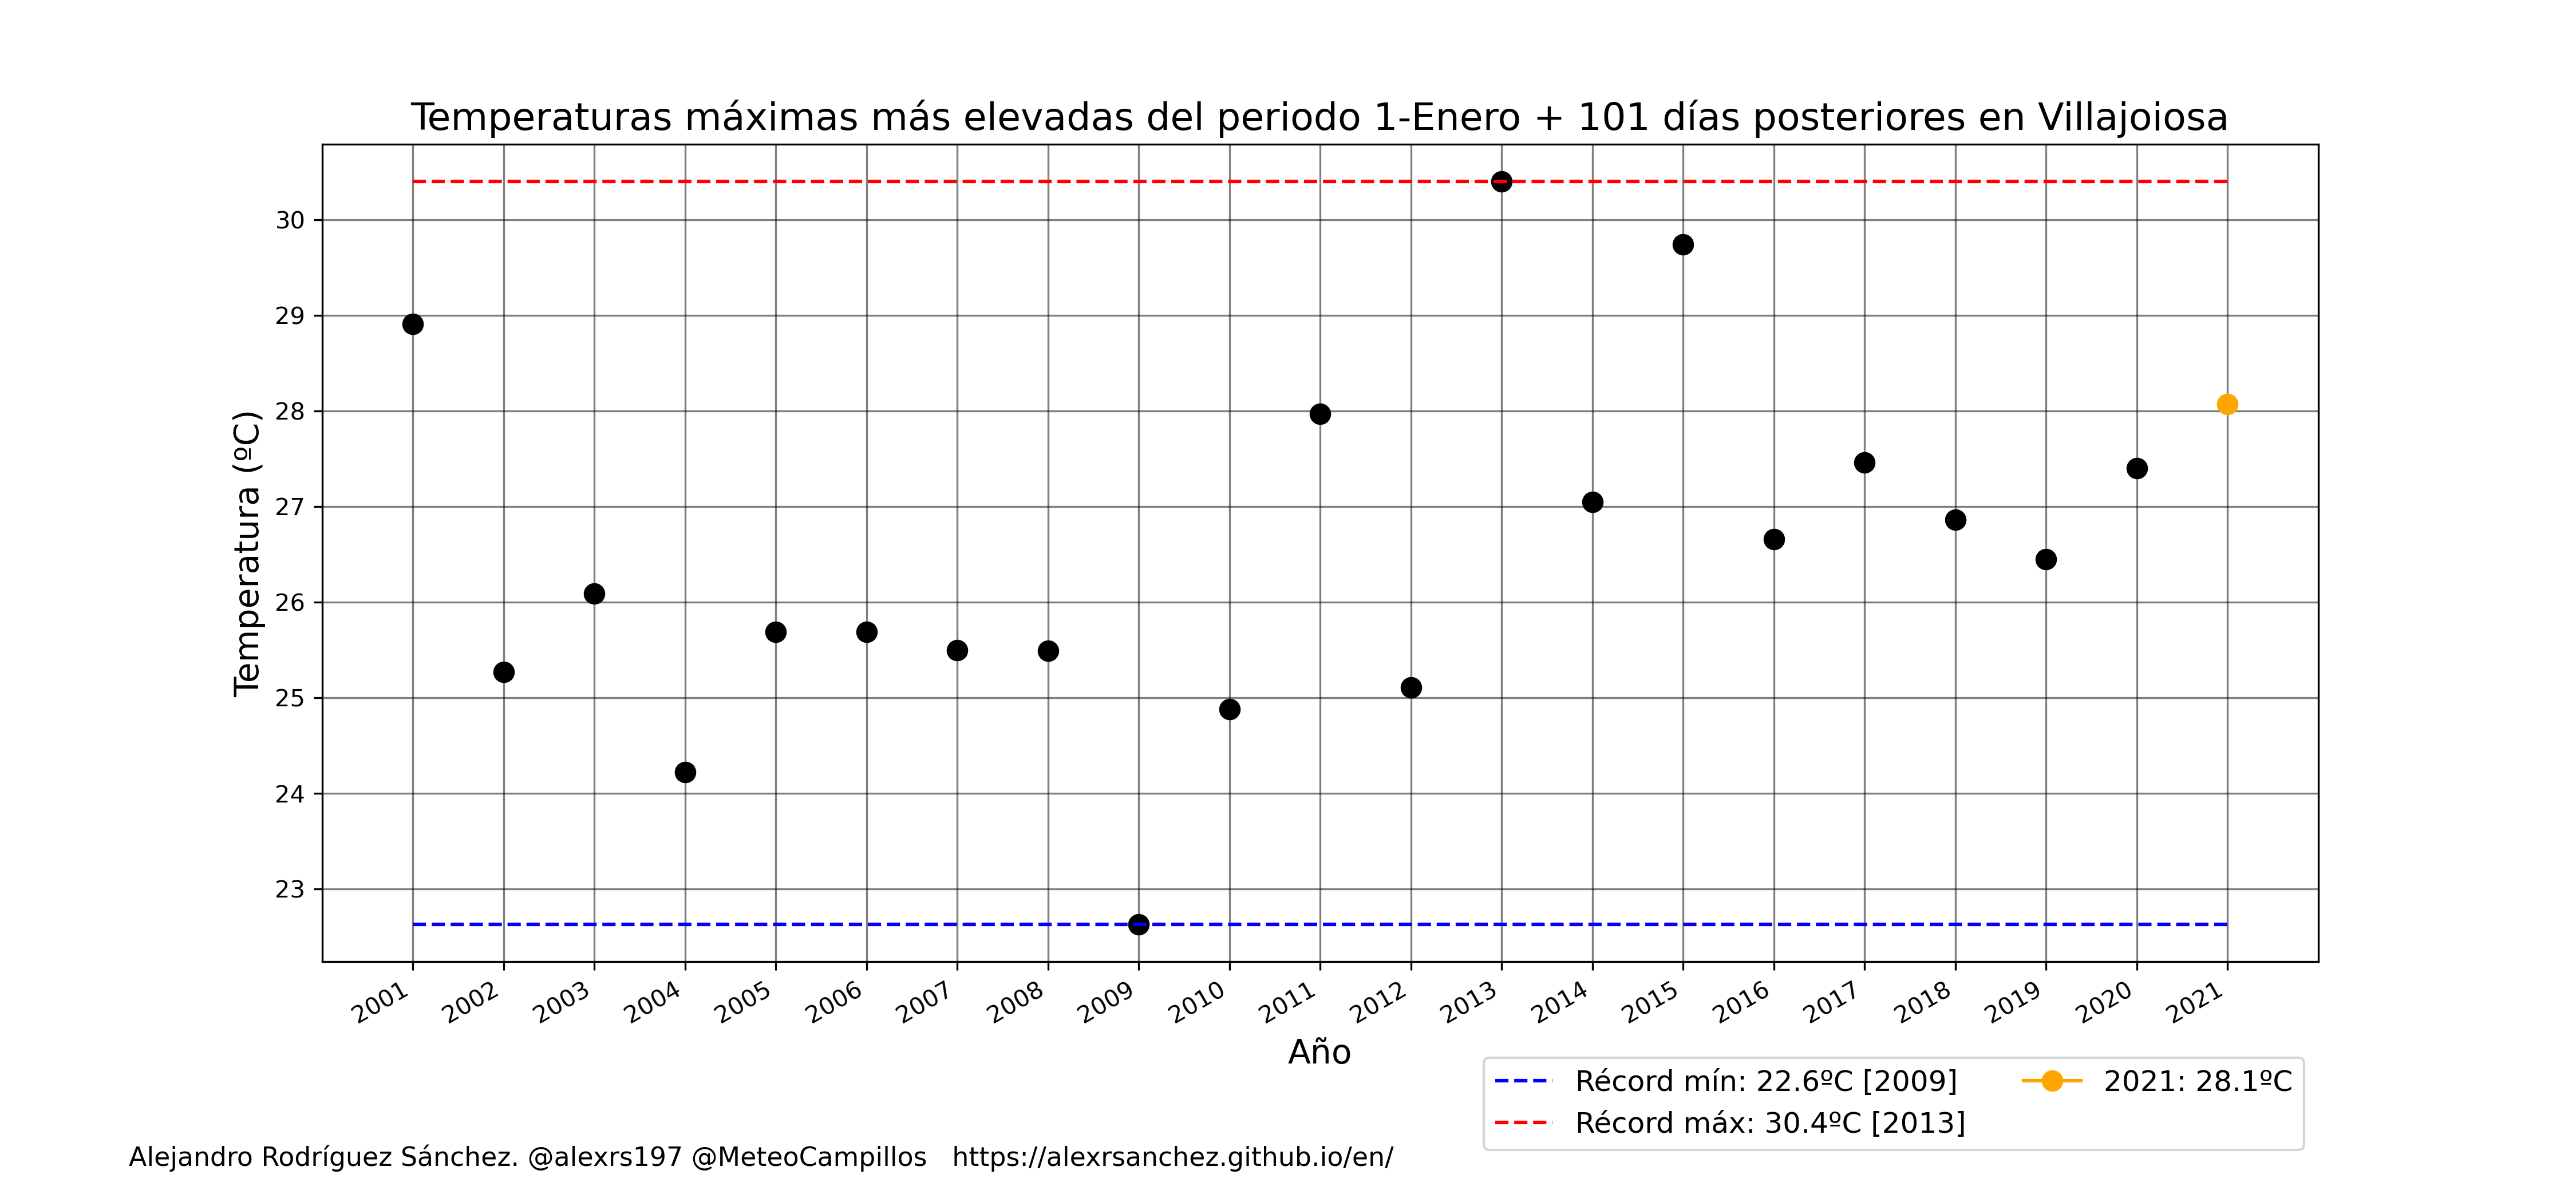 Temperaturas máximas más elevadas del periodo 1-Enero + 101 días posteriores en Villajoiosa
Temperatura (ºC)
30
29
28
27
26
25
24
23
2001 2002 2003 2004 2005 2006 2007 2008 2009 2010 2011 2012 2013 2014 2015 2016 2017 2018 2019 2020 2021
Año
Récord mín: 22.6ºC [2009]
Récord máx: 30.4ºC [2013]
2021: 28.1ºC
Alejandro Rodríguez Sánchez. @alexrs197 @MeteoCampillos https://alexrsanchez.github.io/en/